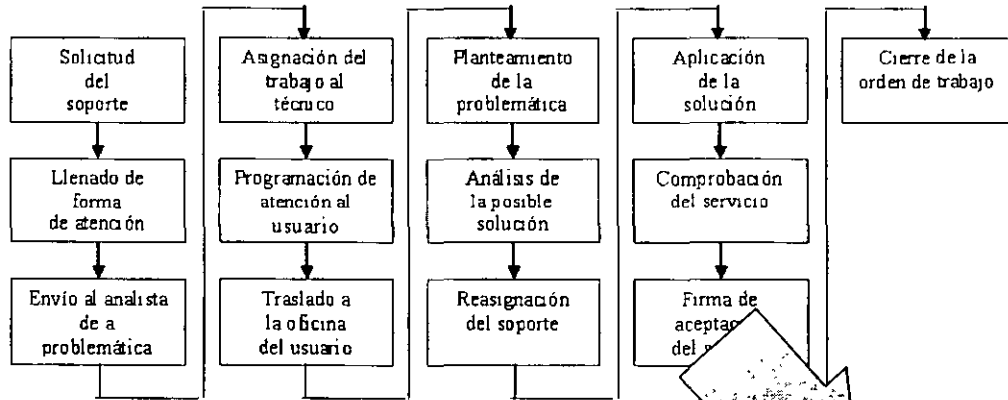 Solicitud
del
soporte
Llenado de
forma
de atención
Envío al analista
de a
problemática
Asignación del
trabajo al
técnico
Programación de
atención al
usuario
Traslado a
la oficina
del usuario
Planteamiento
de la
problemática
Análisis de
la posible
solución
Reasignación
del soporte
Aplicación
de la
solución
Comprobación
del servicio
Firma de
del
Cierre de la
orden de trabajo